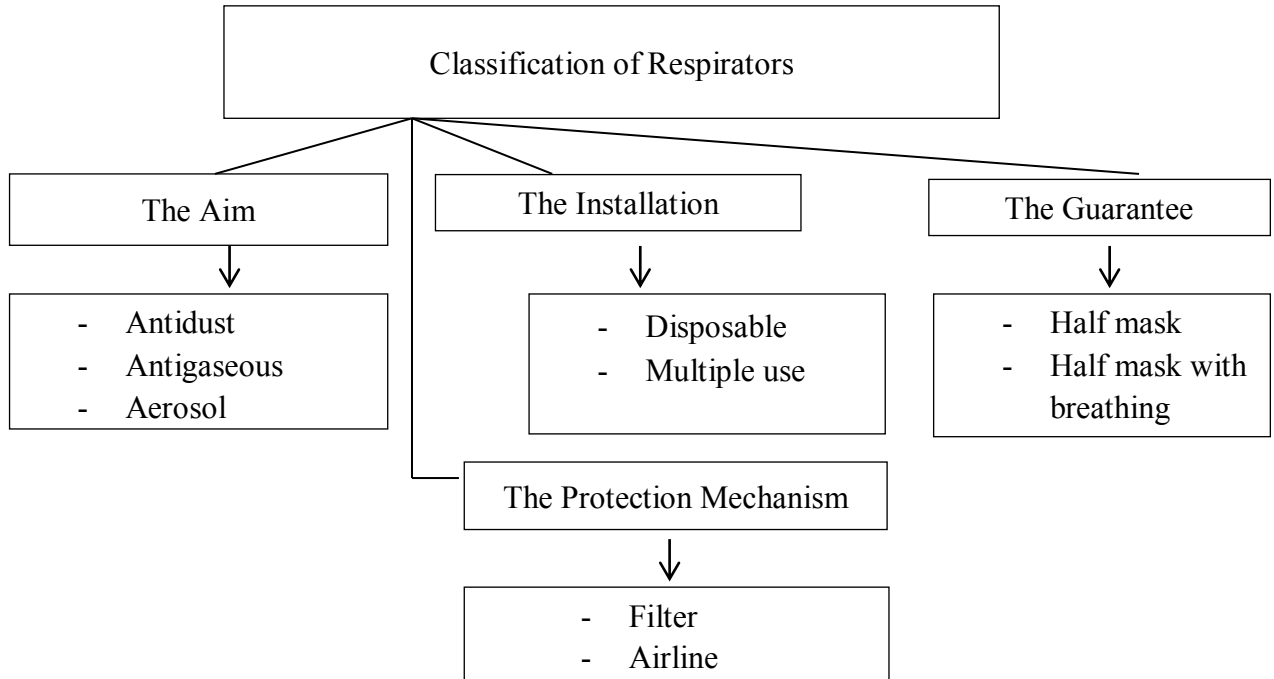 Classification of Respirators
The Aim
The Installation
The Guarantee
- Antidust
- Antigaseous
- Aerosol
- Disposable
- Multiple use
- Half mask
- Half mask with
breathing
The Protection Mechanism
- Filter
- Airline